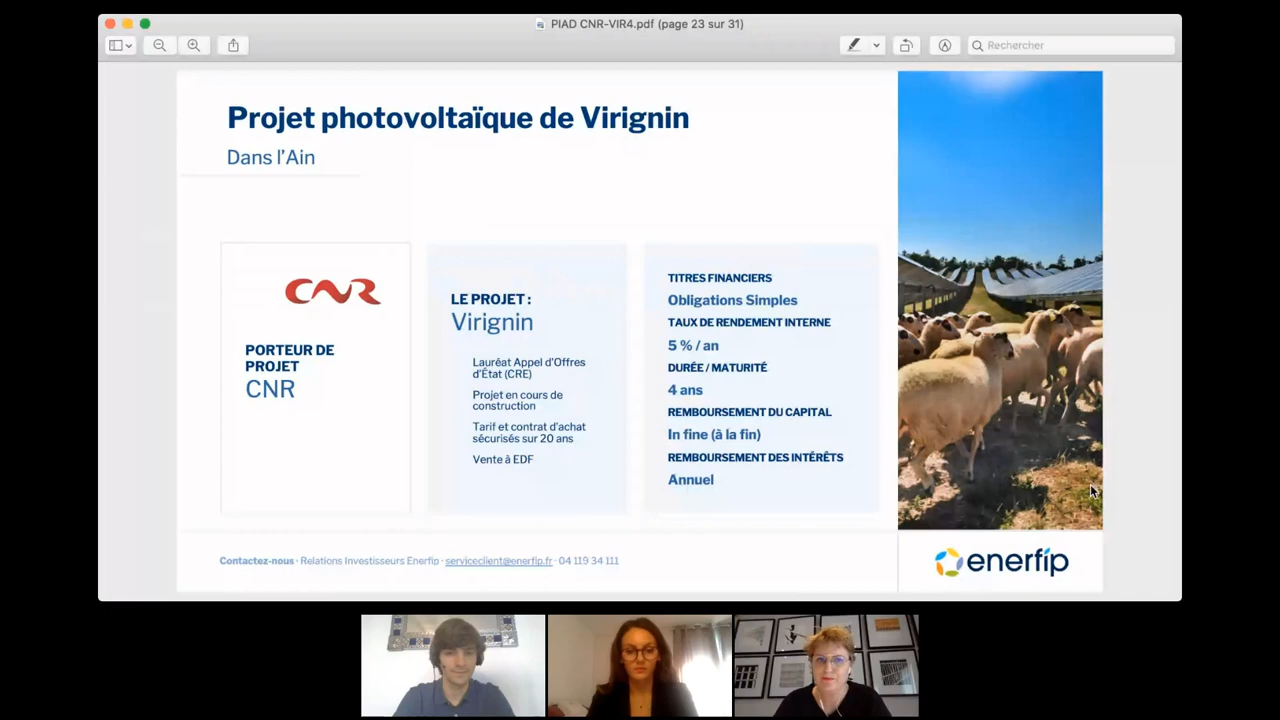 PIAD CNR-VIR4.pdf (page 23 sur 31)
Rechercher
Projet photovoltaïque de Virignin
Dans l'Ain
CNR
PORTEUR DE
PROJET
CNR
LE PROJET :
Virignin
Lauréat Appel d'Offres
d'État (CRE)
Projet en cours de
construction
Tarif et contrat d'achat
sécurisés sur 20 ans
Vente à EDF
TITRES FINANCIERS
Obligations Simples
TAUX DE RENDEMENT INTERNE
5 % / an
DURÉE / MATURITÉ
4 ans
REMBOURSEMENT DU CAPITAL
In fine (à la fin)
REMBOURSEMENT DES INTÉRÊTS
Annuel
Contactez-nous · Relations Investisseurs Enerfip · serviceclient@enerfip.fr · 04 119 34 111
enerfip